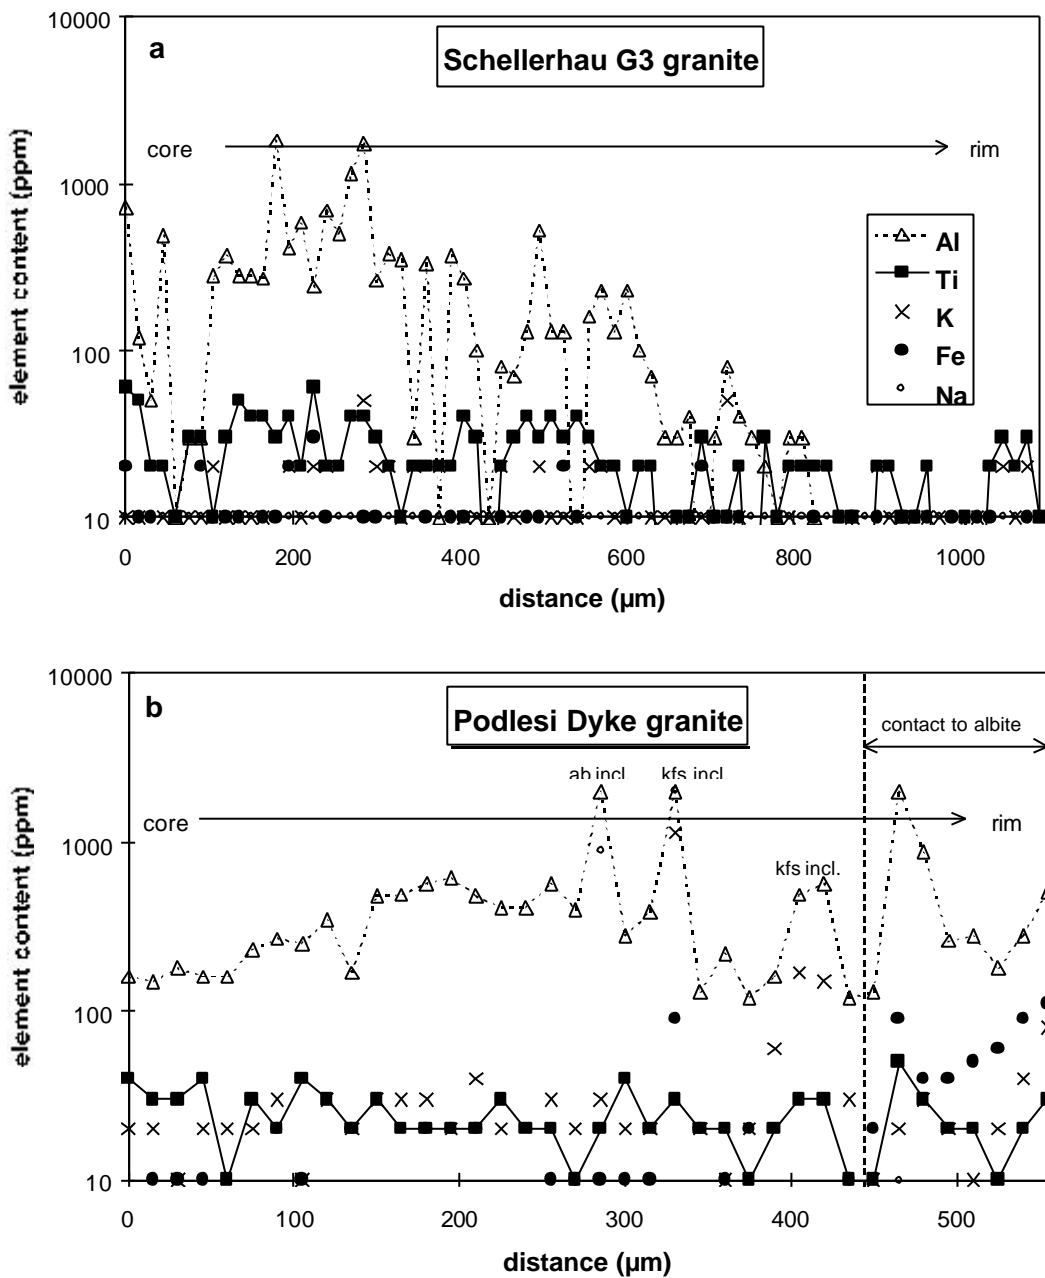 10000
a
Schellerhau G3 granite
core
rim
1000
Al
Ti
K
Fe
Na
100
10
element content (ppm)
0
200
400
600
800
1000
distance (µm)
10000
b
Podlesi Dyke granite
contact to albite
ab incl.
kfs incl.
core
rim
1000
kfs incl.
100
10
element content (ppm)
0
100
200
300
400
500
distance (µm)